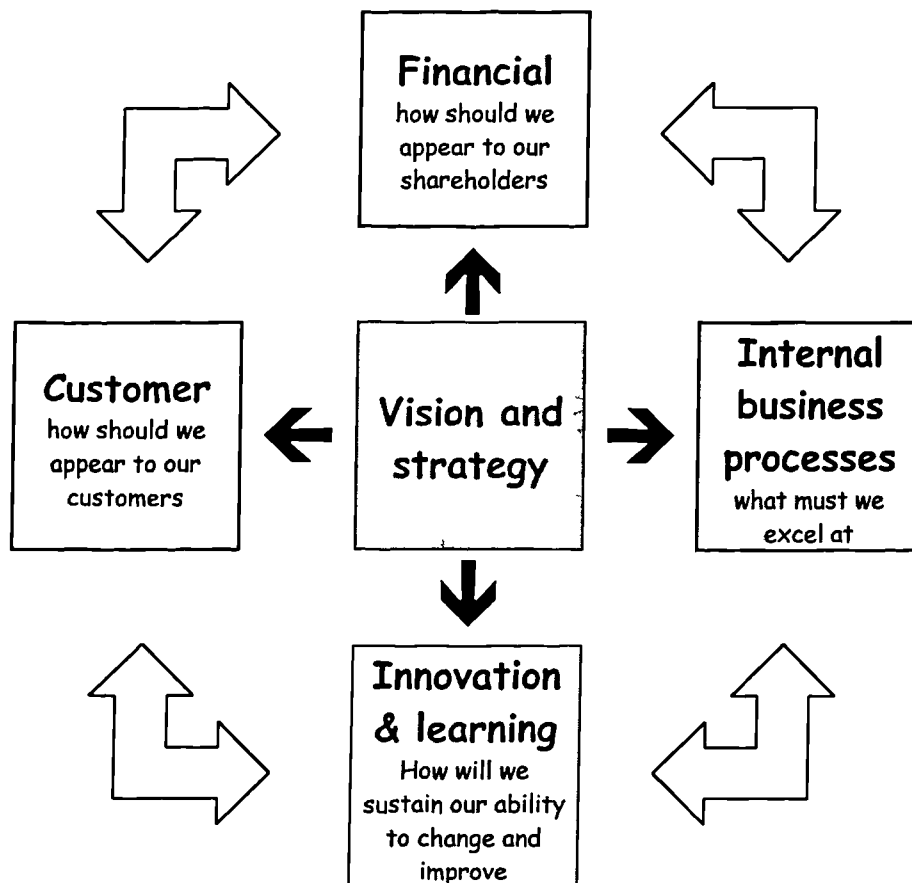 Financial
how should we
appear to our
shareholders
Customer
how should we
appear to our
customers
Vision and
strategy
Internal
business
processes
what must we
excel at
Innovation
& learning
How will we
sustain our ability
to change and
improve